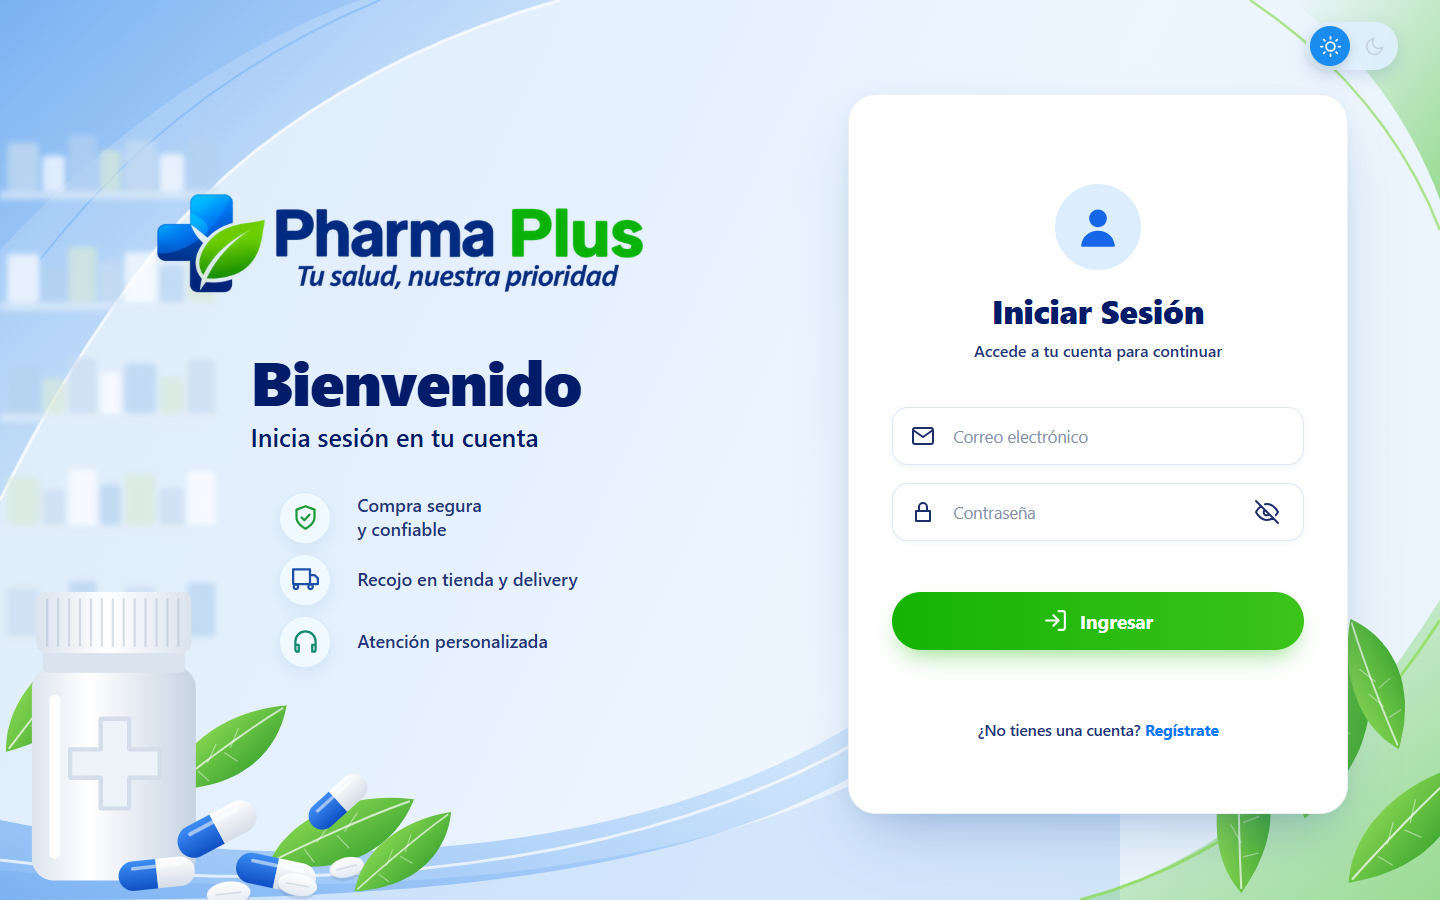 Pharma Plus
Tu salud, nuestra prioridad
Bienvenido
Inicia sesión en tu cuenta
Compra segura
y confiable
Recojo en tienda y delivery
Atención personalizada
Iniciar Sesión
Accede a tu cuenta para continuar
Correo electrónico
Contraseña
Ingresar
¿No tienes una cuenta? Regístrate